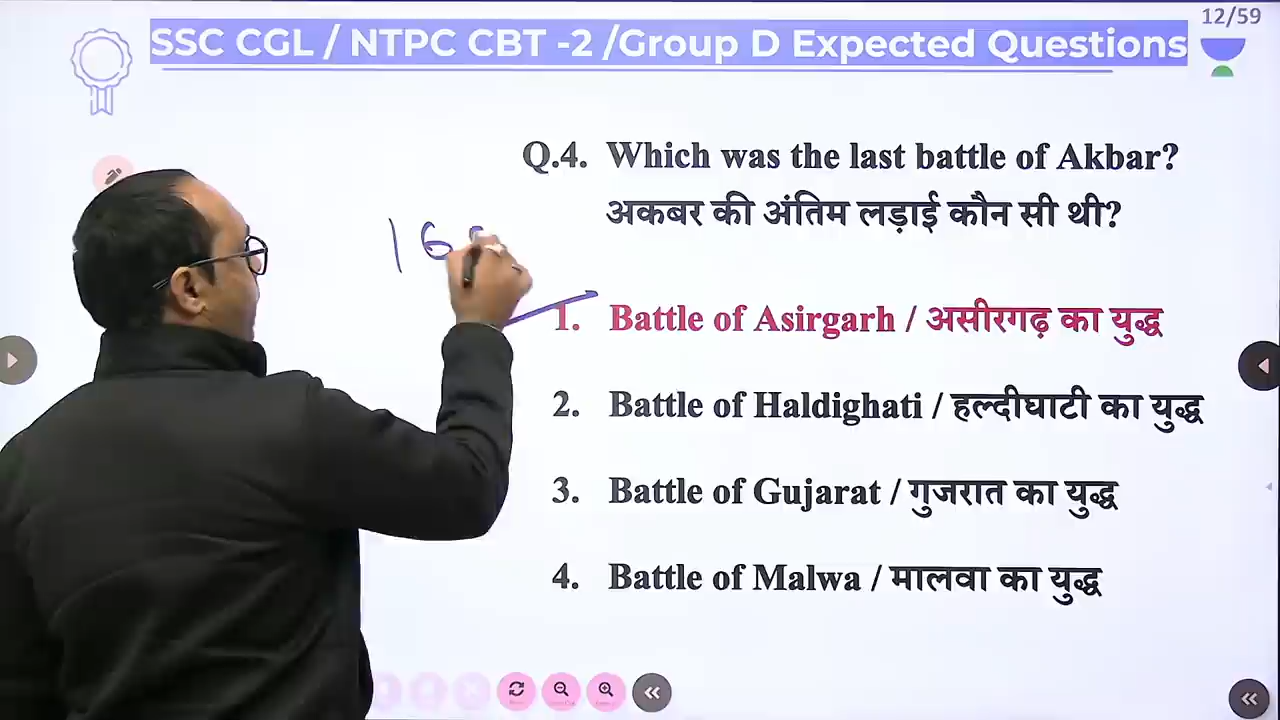 12/59
SSC CGL / NTPC CBT -2 /Group D Expected Questions
Q.4. Which was the last battle of Akbar?
अकबर की अंतिम लड़ाई कौन सी थी?
16
1. Battle of Asirgarh / असीरगढ़ का युद्ध
2. Battle of Haldighati / हल्दीघाटी का युद्ध
3. Battle of Gujarat / गुजरात का युद्ध
4. Battle of Malwa / मालवा का युद्ध